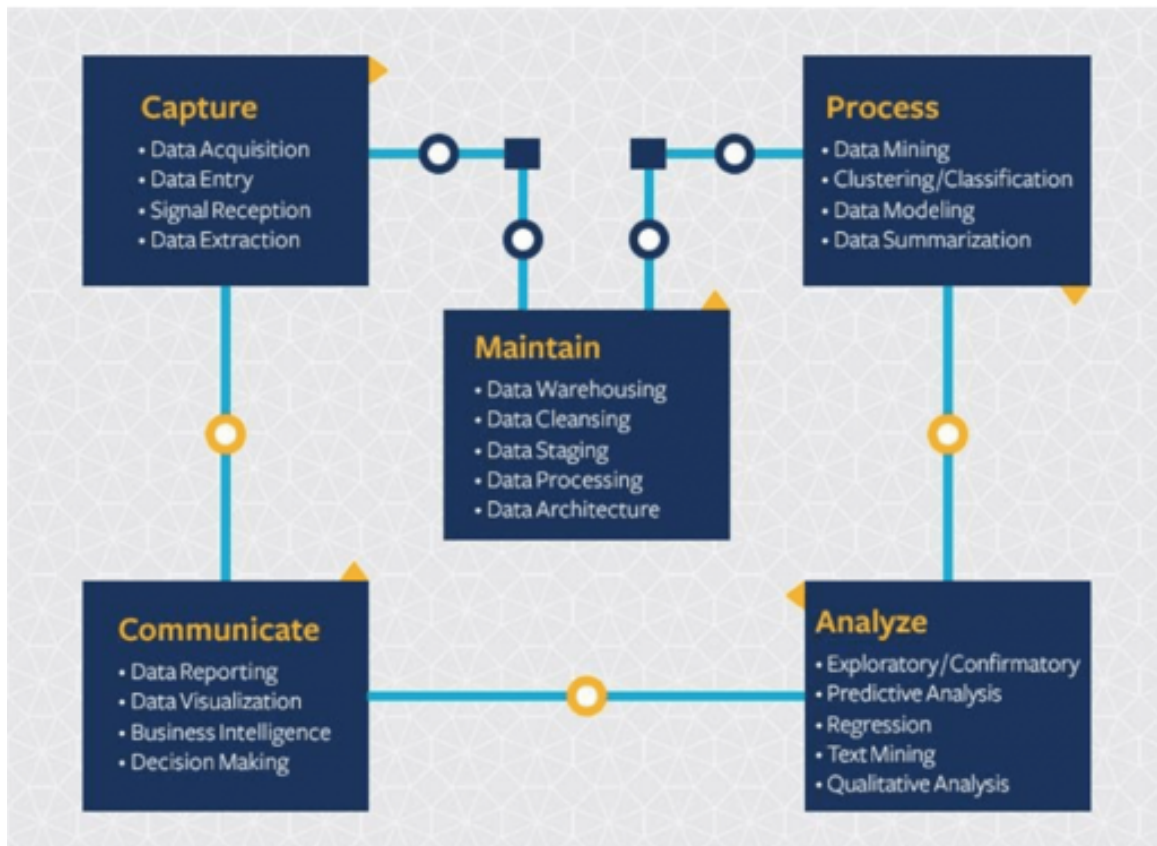 Capture
• Data Acquisition
• Data Entry
• Signal Reception
• Data Extraction
Process
• Data Mining
• Clustering/Classification
• Data Modeling
• Data Summarization
Maintain
• Data Warehousing
• Data Cleansing
• Data Staging
• Data Processing
• Data Architecture
Communicate
• Data Reporting
• Data Visualization
• Business Intelligence
• Decision Making
Analyze
• Exploratory/Confirmatory
• Predictive Analysis
• Regression
• Text Mining
• Qualitative Analysis